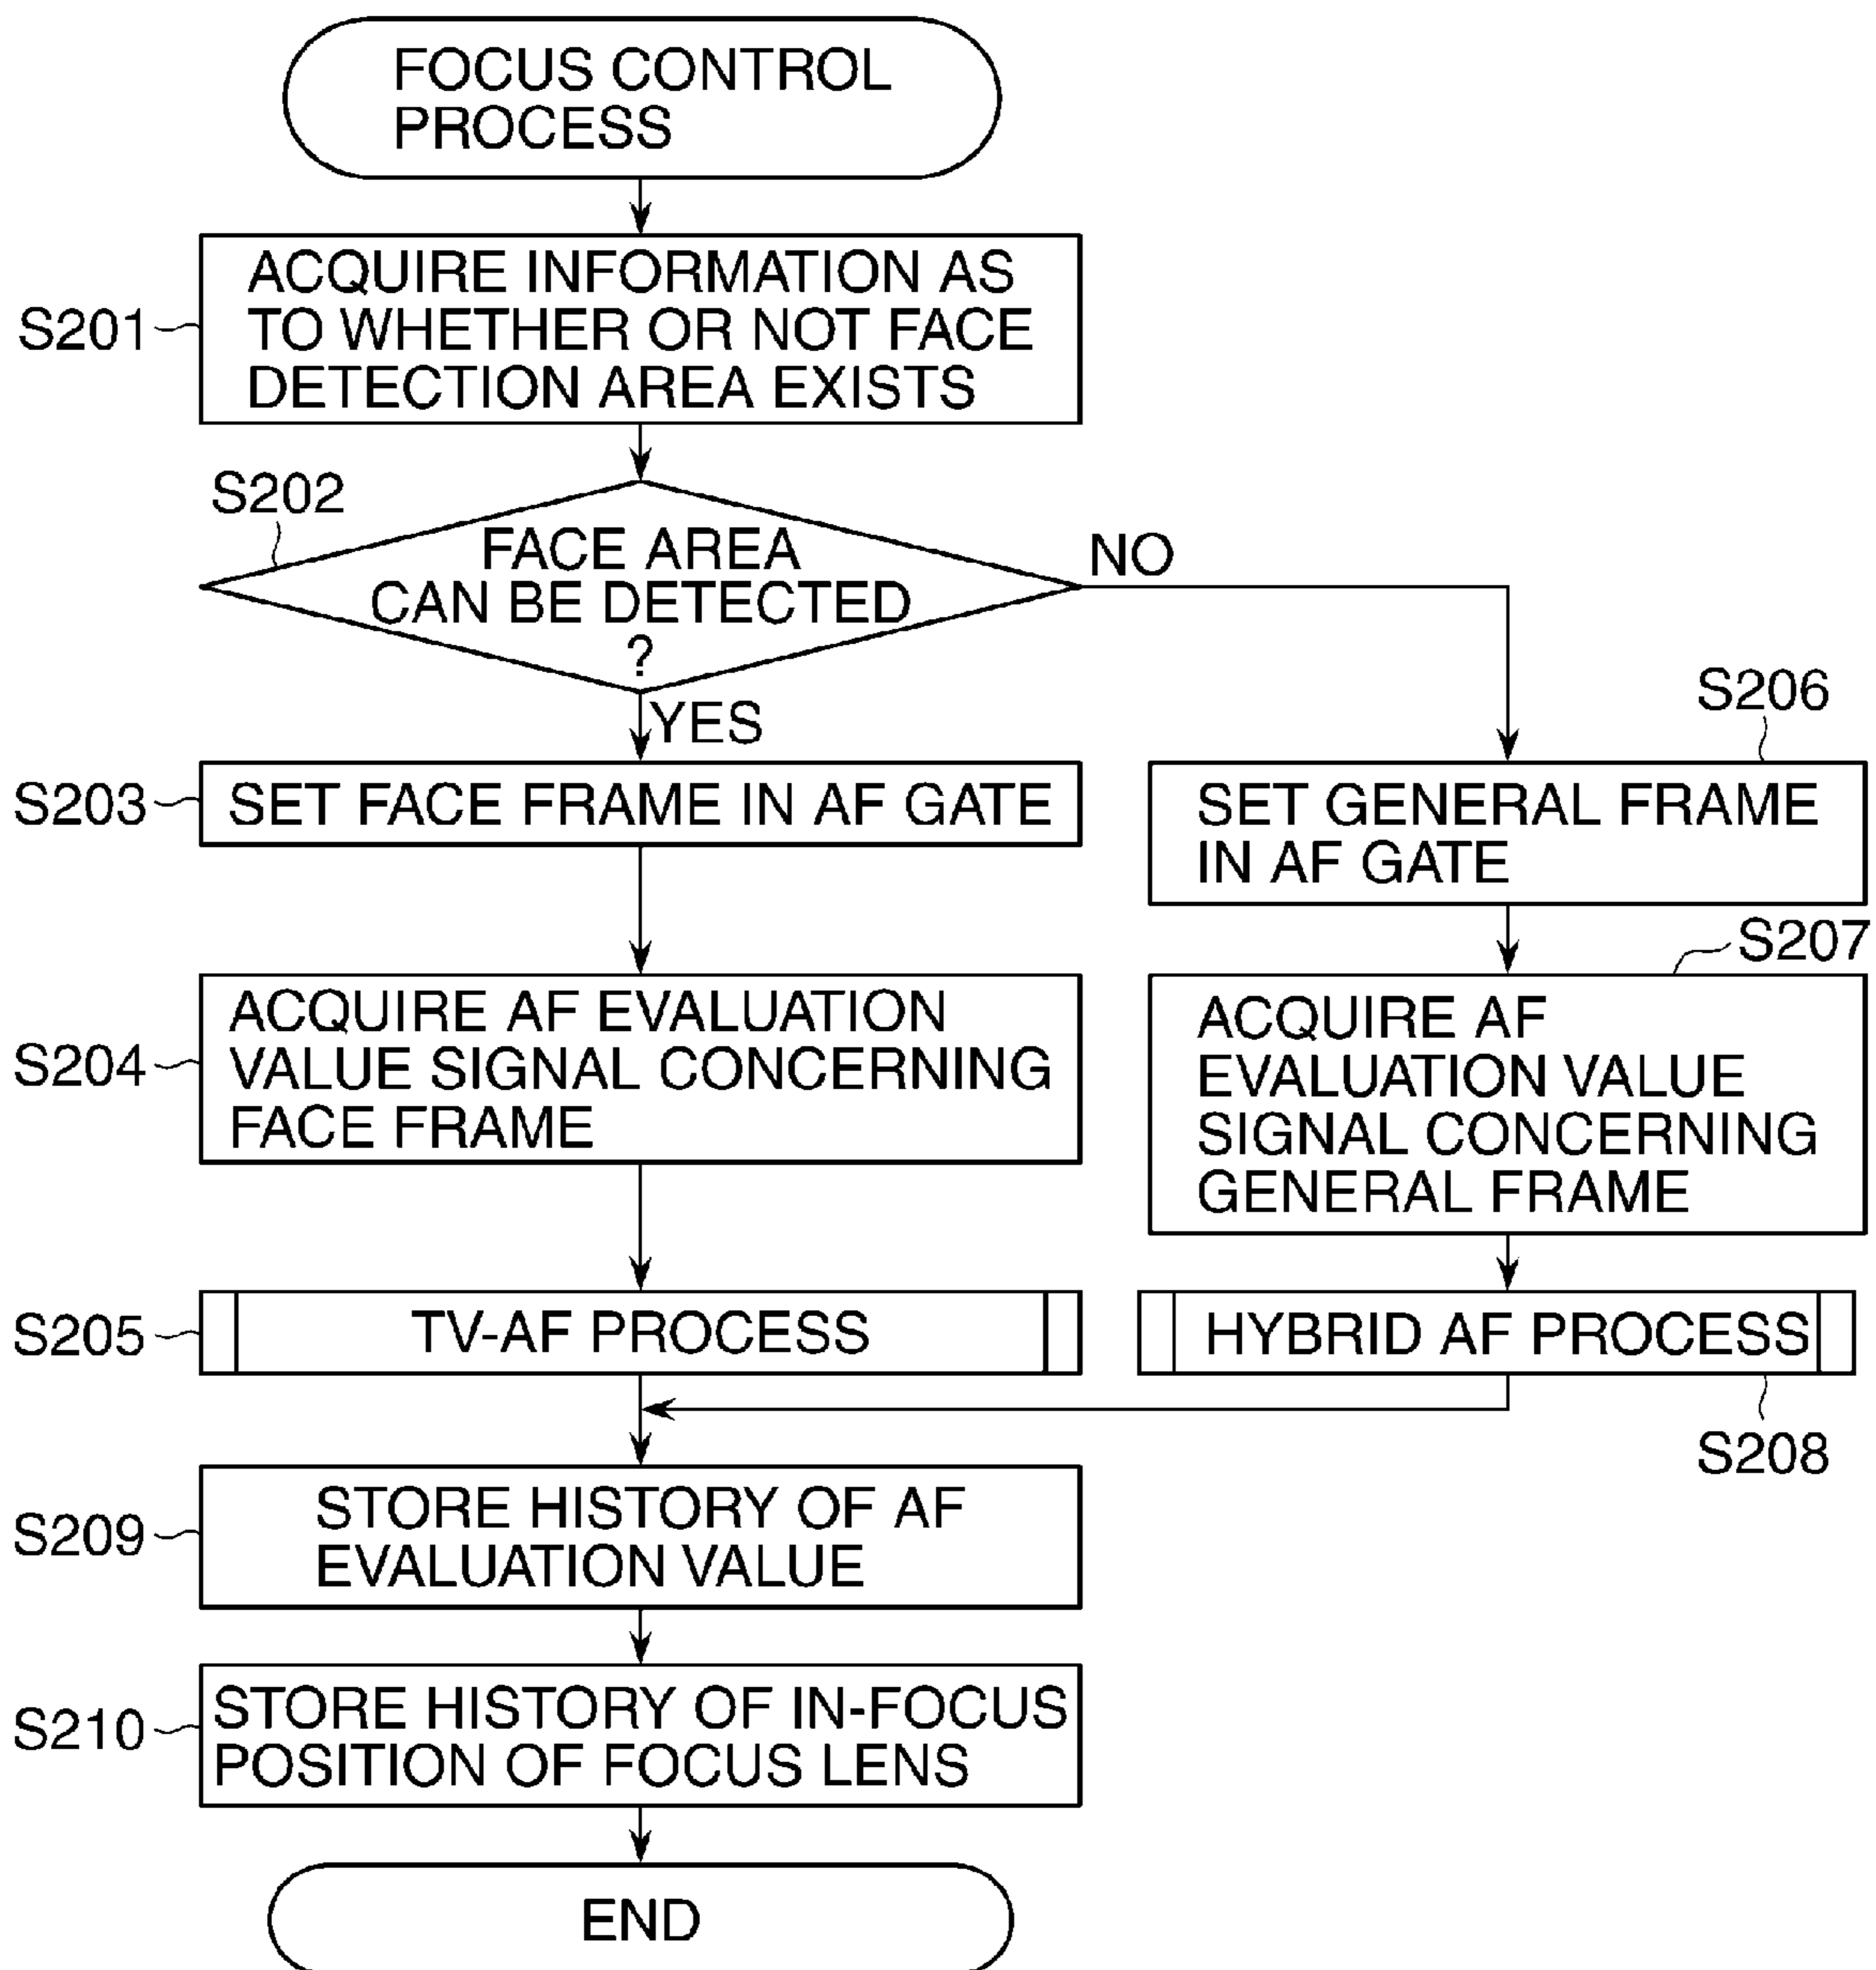 FOCUS CONTROL
PROCESS
S201
ACQUIRE INFORMATION AS
TO WHETHER OR NOT FACE
DETECTION AREA EXISTS
S202
FACE AREA
CAN BE DETECTED
?
NO
YES
S203
SET FACE FRAME IN AF GATE
S206
SET GENERAL FRAME
IN AF GATE
S204
ACQUIRE AF EVALUATION
VALUE SIGNAL CONCERNING
FACE FRAME
S207
ACQUIRE AF
EVALUATION VALUE
SIGNAL CONCERNING
GENERAL FRAME
S205
TV-AF PROCESS
HYBRID AF PROCESS
S208
S209
STORE HISTORY OF AF
EVALUATION VALUE
S210
STORE HISTORY OF IN-FOCUS
POSITION OF FOCUS LENS
END